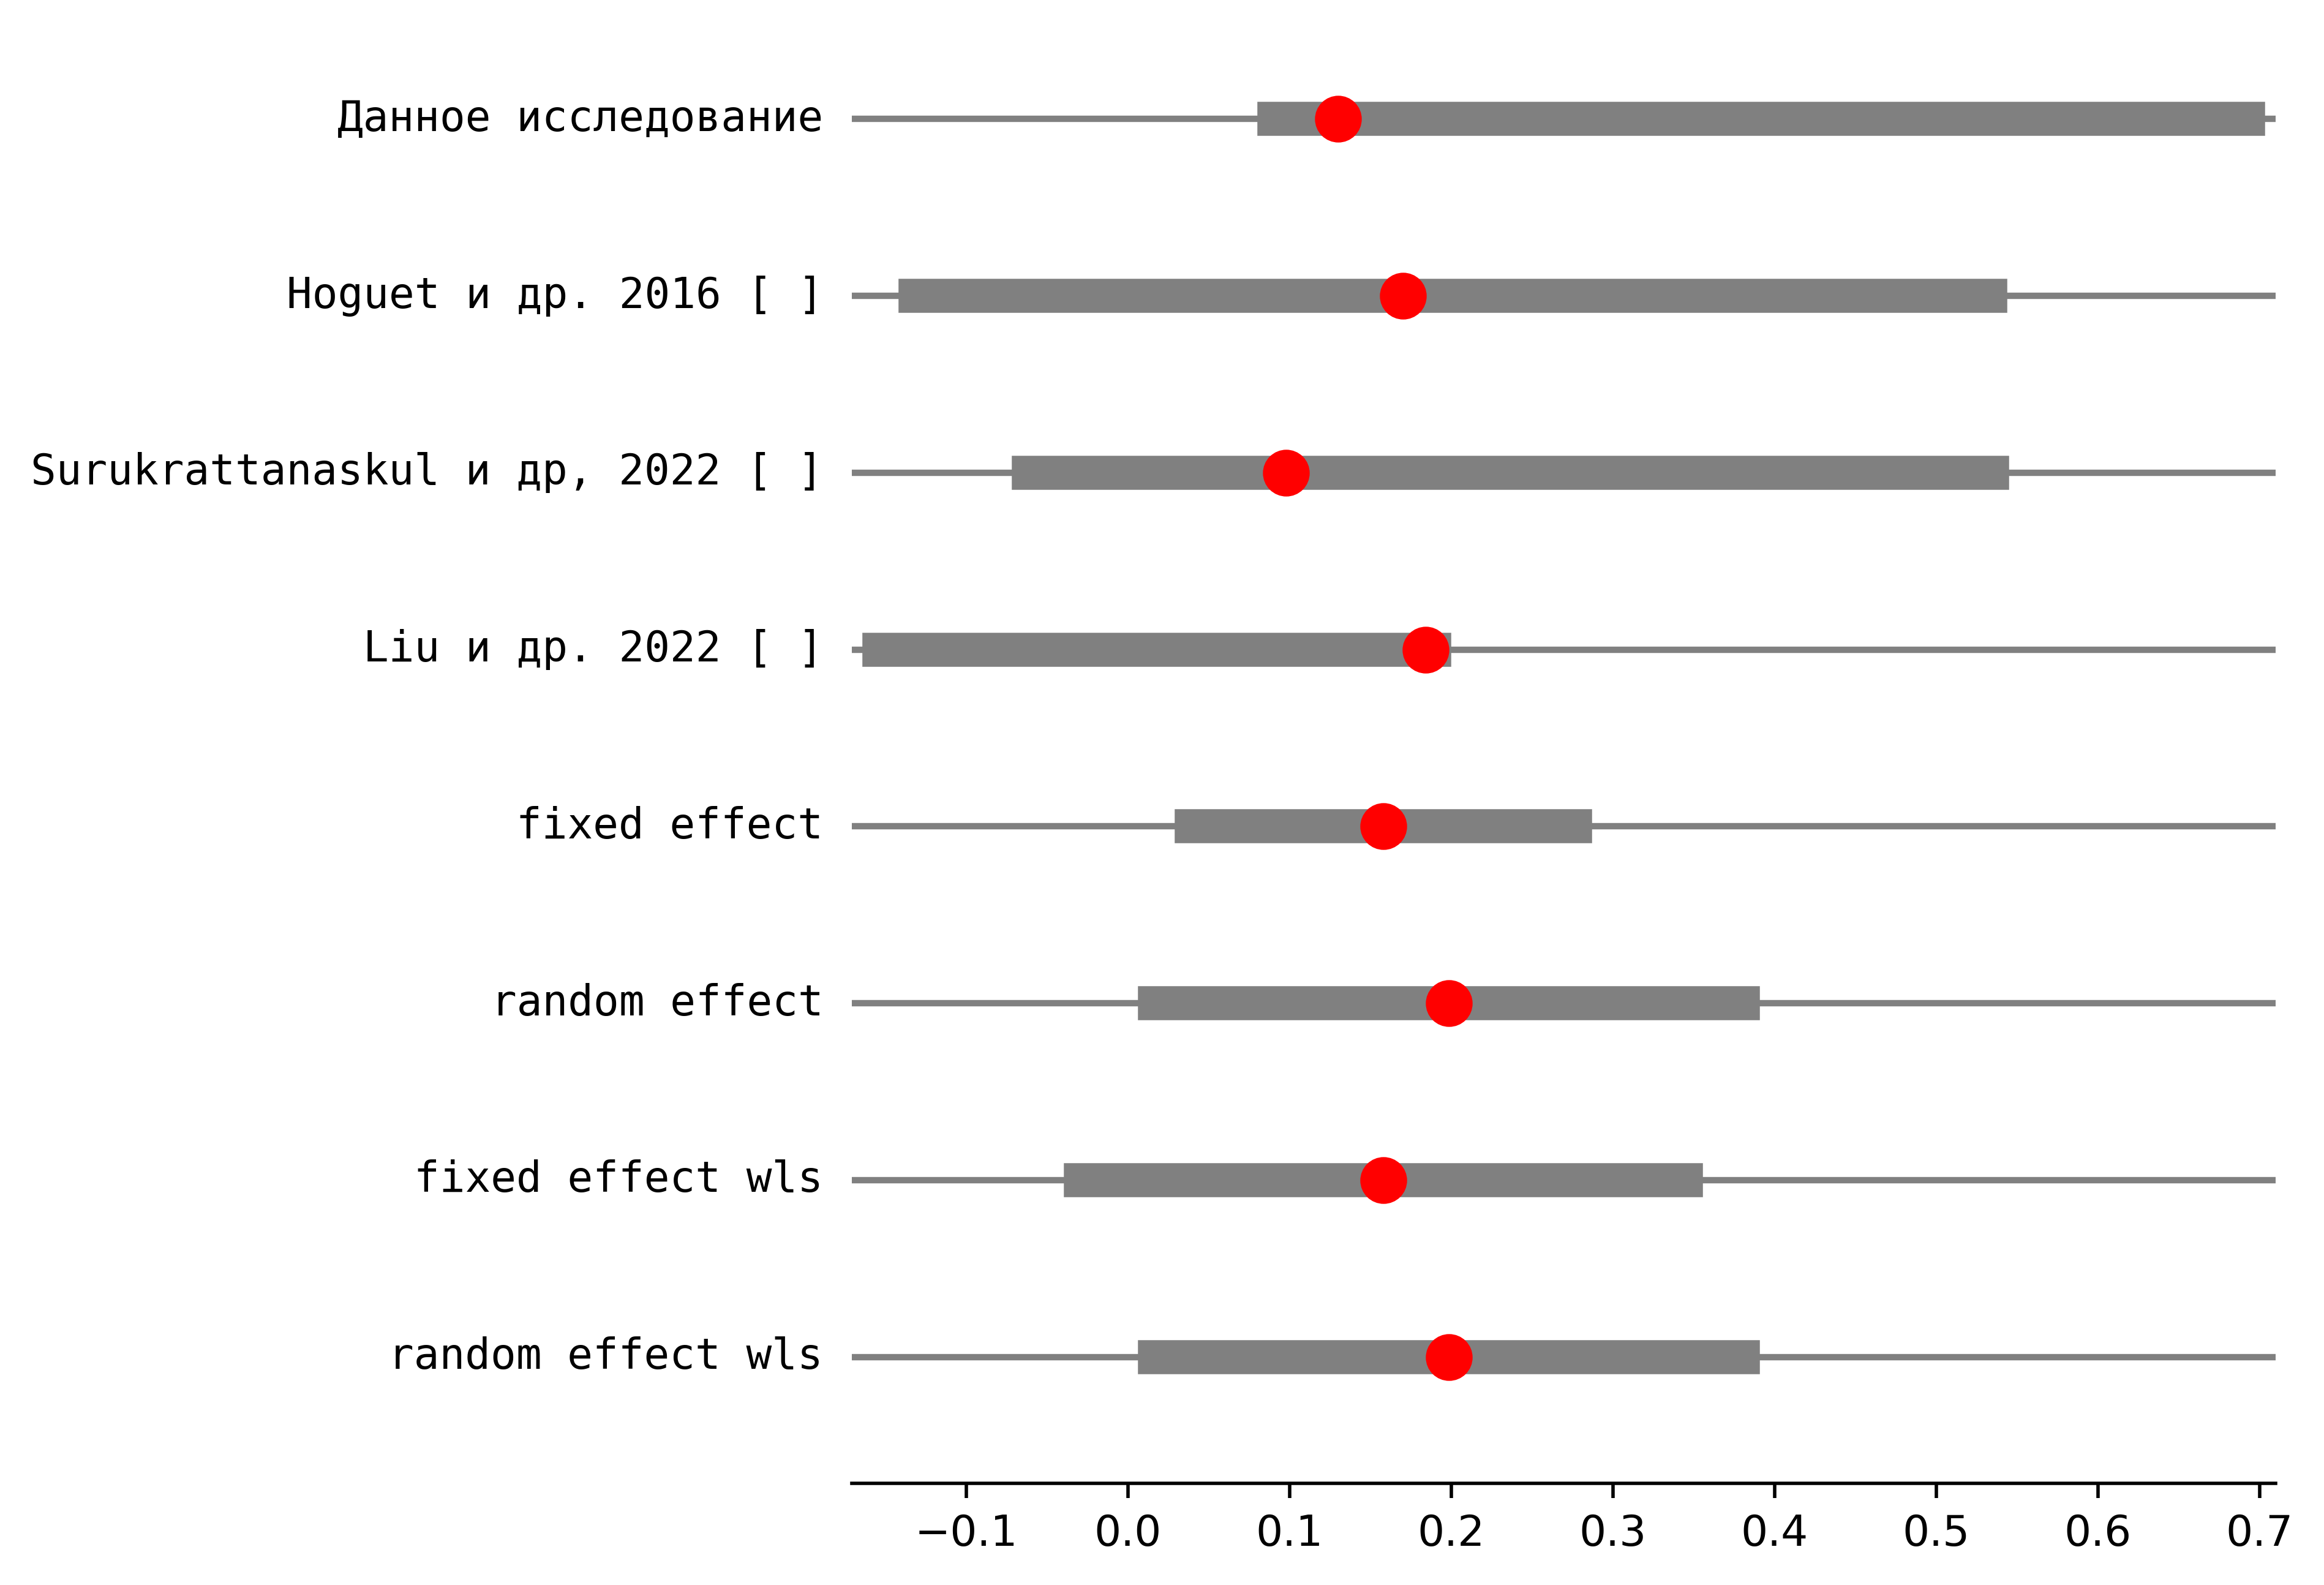 Данное исследование
Hoguet и др. 2016 [ ]
Surukrattanaskul и др, 2022 [ ]
Liu и др. 2022 [ ]
fixed effect
random effect
fixed effect wls
random effect wls
−0.1 0.0 0.1 0.2 0.3 0.4 0.5 0.6 0.7